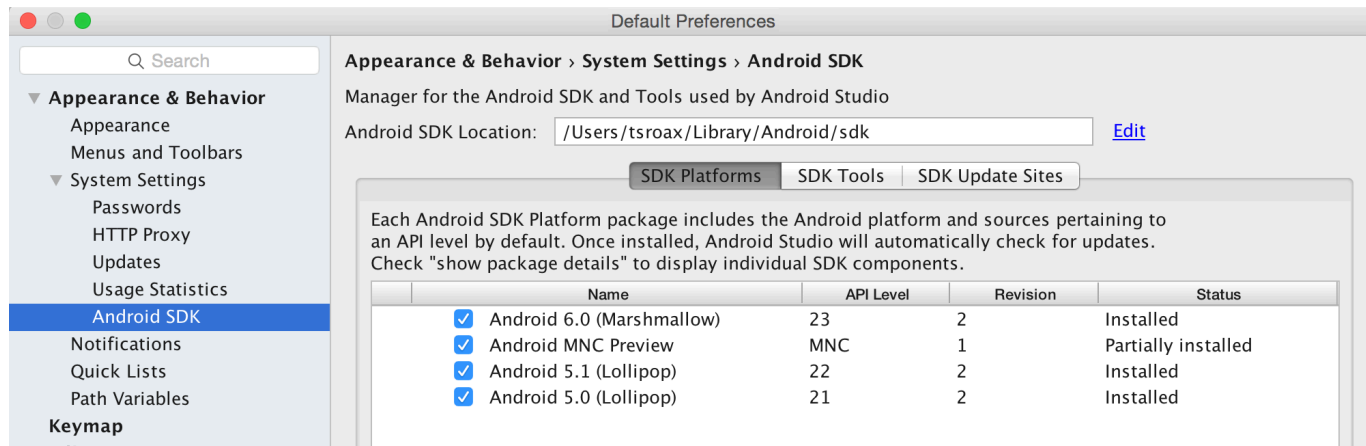 Default Preferences
Search
Appearance & Behavior
Appearance
Menus and Toolbars
System Settings
Passwords
HTTP Proxy
Updates
Usage Statistics
Android SDK
Notifications
Quick Lists
Path Variables
Keymap
Appearance & Behavior › System Settings › Android SDK
Manager for the Android SDK and Tools used by Android Studio
Android SDK Location: /Users/tsroax/Library/Android/sdk Edit
SDK Platforms SDK Tools SDK Update Sites
Each Android SDK Platform package includes the Android platform and sources pertaining to
an API level by default. Once installed, Android Studio will automatically check for updates.
Check "show package details" to display individual SDK components.
Name API Level Revision Status
Android 6.0 (Marshmallow) 23 2 Installed
Android MNC Preview MNC 1 Partially installed
Android 5.1 (Lollipop) 22 2 Installed
Android 5.0 (Lollipop) 21 2 Installed